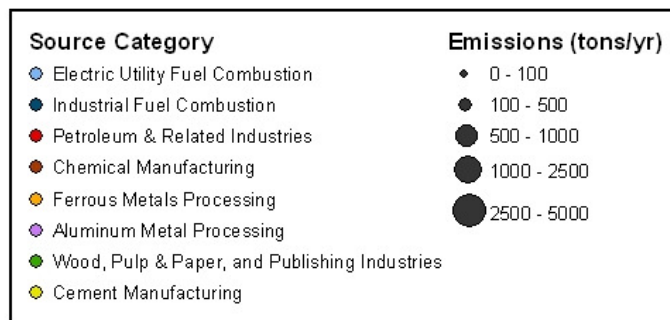 Source Category
Electric Utility Fuel Combustion
Industrial Fuel Combustion
Petroleum & Related Industries
Chemical Manufacturing
Ferrous Metals Processing
Aluminum Metal Processing
Wood, Pulp & Paper, and Publishing Industries
Cement Manufacturing
Emissions (tons/yr)
0 - 100
100 - 500
500 - 1000
1000 - 2500
2500 - 5000